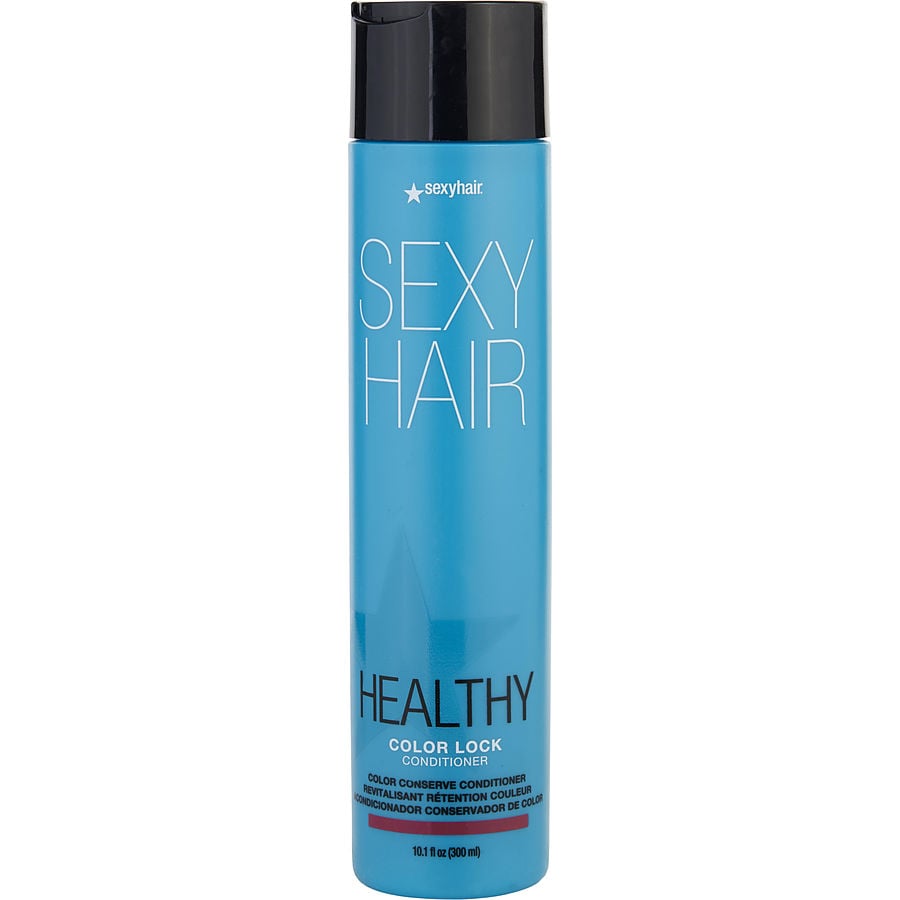 sexyhair.
SEXY
HAIR
HEALTHY
COLOR LOCK
CONDITIONER
COLOR CONSERVE CONDITIONER
REVITALISANT RÉTENTION COULEUR
ACONDICIONADOR CONSERVADOR DE COLOR
10.1 fl oz (300 ml)